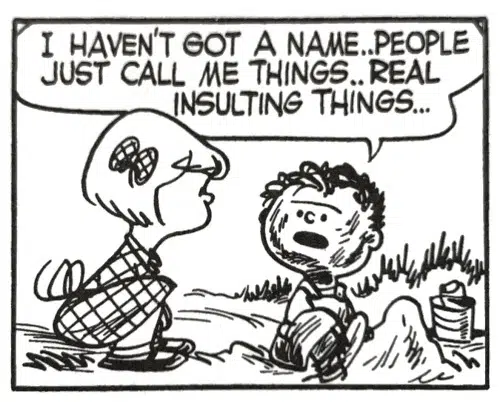 I HAVEN'T GOT A NAME..PEOPLE
JUST CALL ME THINGS..REAL
INSULTING THINGS...